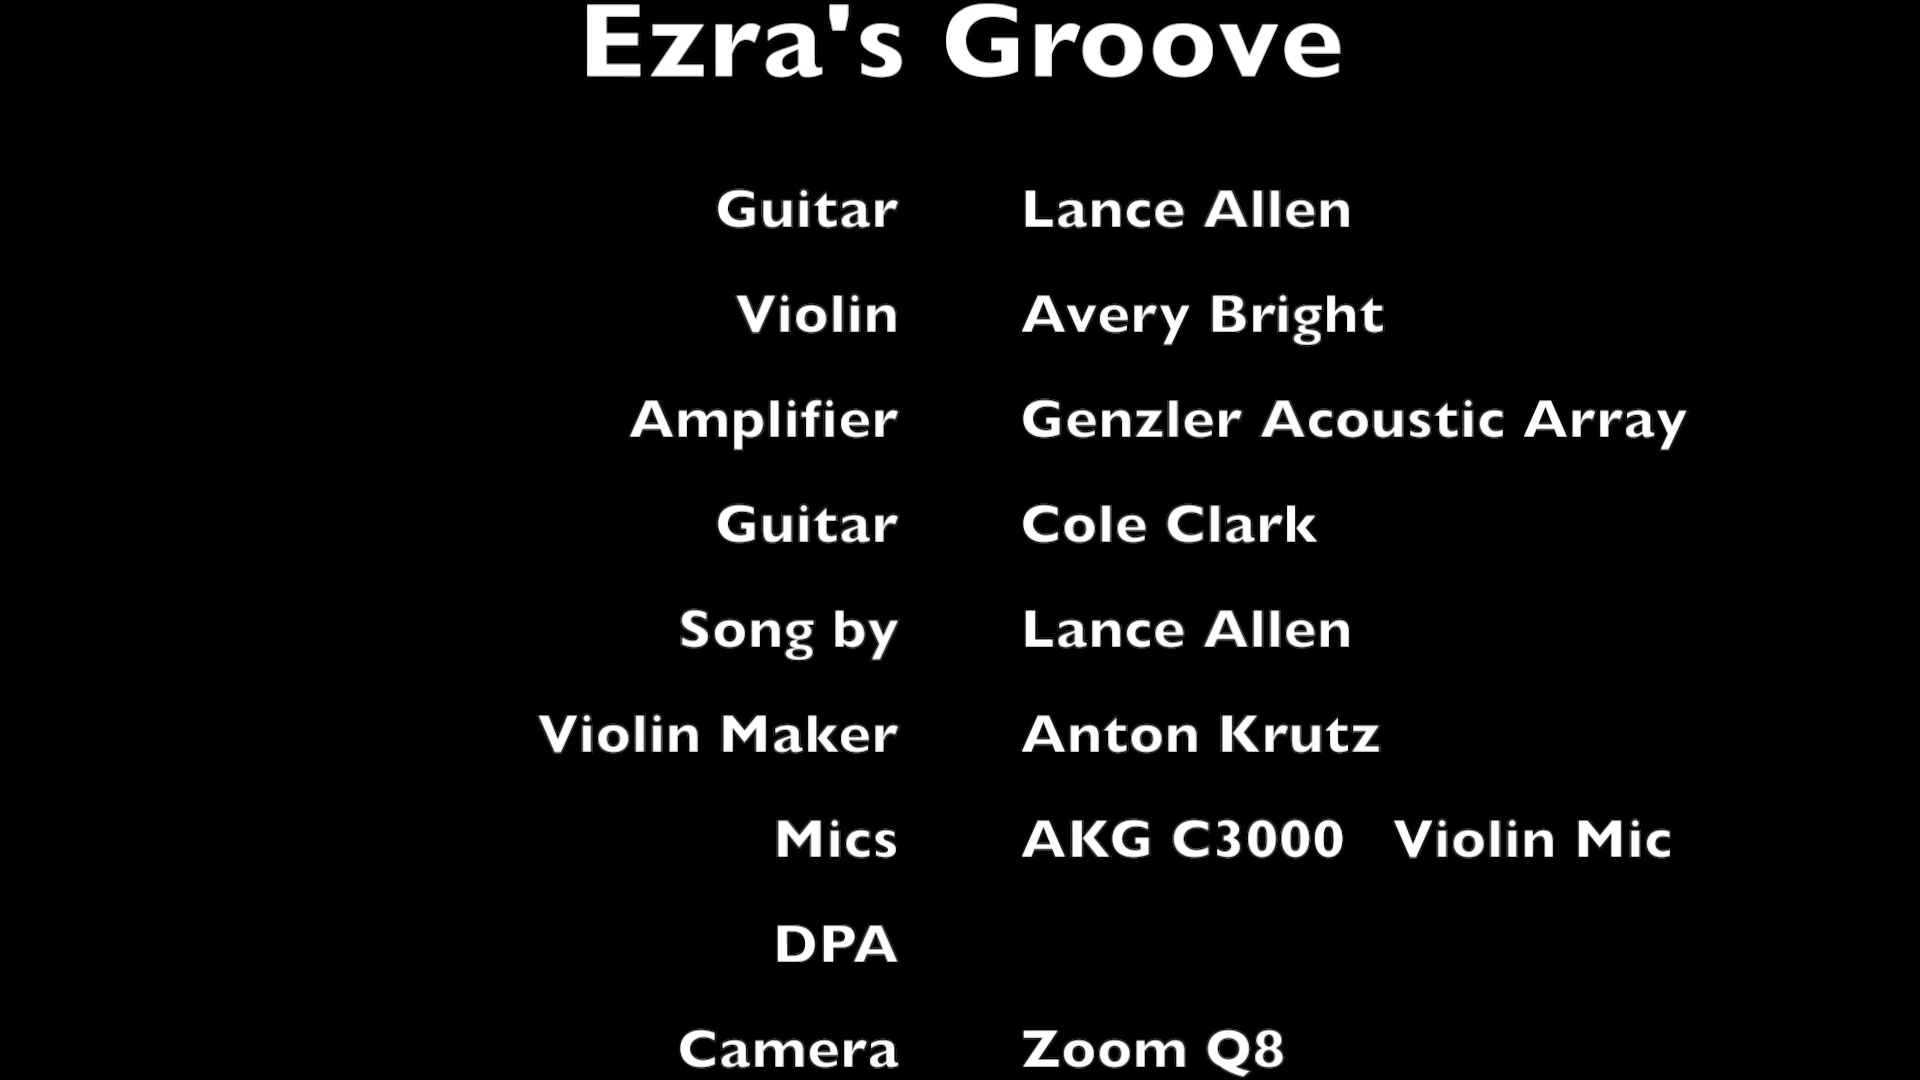 Ezra's Groove
Guitar Lance Allen
Violin Avery Bright
Amplifier Genzler Acoustic Array
Guitar Cole Clark
Song by Lance Allen
Violin Maker Anton Krutz
Mics AKG C3000 Violin Mic
DPA
Camera Zoom Q8